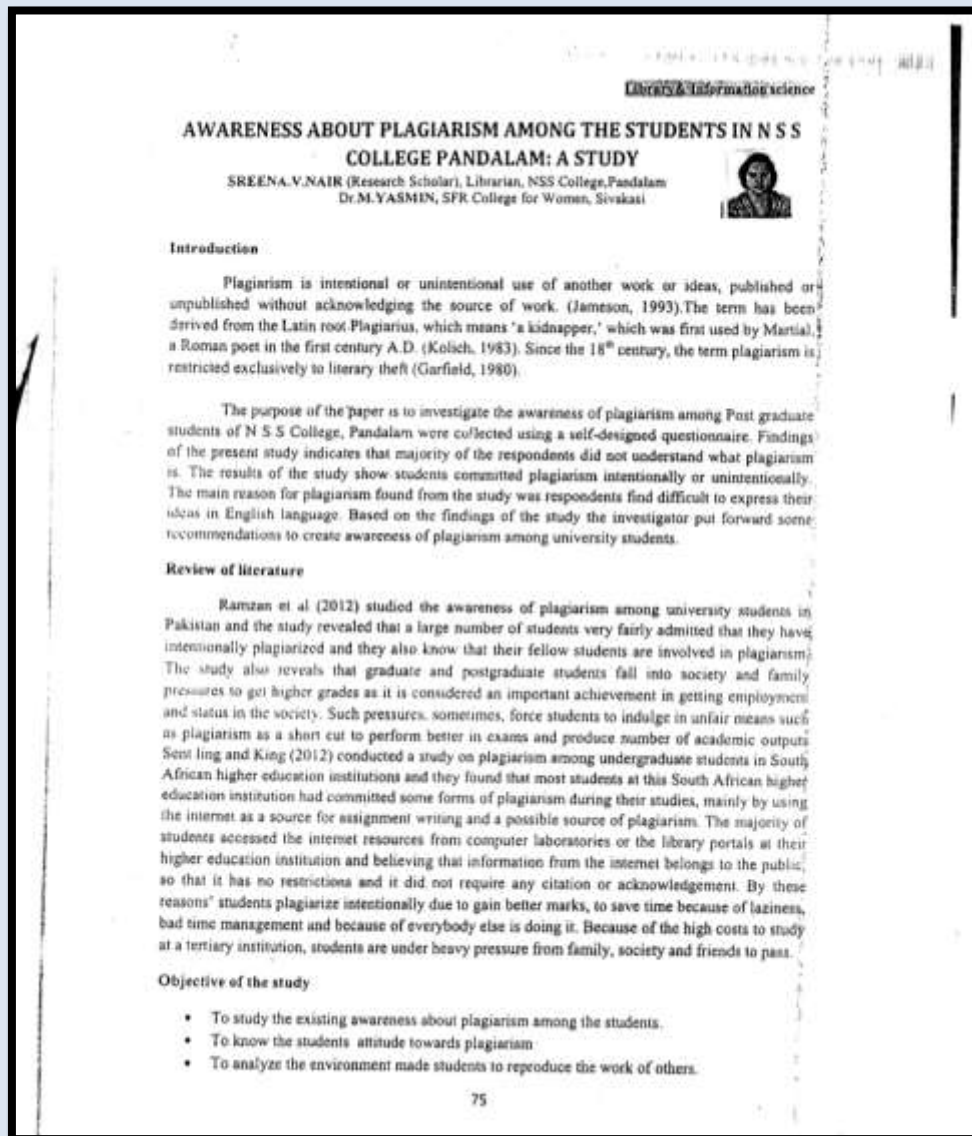 Library & Information science
AWARENESS ABOUT PLAGIARISM AMONG THE STUDENTS IN N S S
COLLEGE PANDALAM: A STUDY
SREENA.V.NAIR (Research Scholar), Librarian, NSS College,Pandalam
Dr.M.YASMIN, SFR College for Women, Sivakasi
Introduction
Plagiarism is intentional or unintentional use of another work or ideas, published or
unpublished without acknowledging the source of work. (Jameson, 1993).The term has been
derived from the Latin root Plagiarius, which means 'a kidnapper,' which was first used by Martial,
a Roman poet in the first century A.D. (Kolich, 1983). Since the 18th century, the term plagiarism is
restricted exclusively to literary theft (Garfield, 1980).
The purpose of the paper is to investigate the awareness of plagiarism among Post graduate
students of N S S College, Pandalam were collected using a self-designed questionnaire. Findings
of the present study indicates that majority of the respondents did not understand what plagiarism
is. The results of the study show students committed plagiarism intentionally or unintentionally.
The main reason for plagiarism found from the study was respondents find difficult to express their
ideas in English language. Based on the findings of the study the investigator put forward some
recommendations to create awareness of plagiarism among university students.
Review of literature
Ramzan et al (2012) studied the awareness of plagiarism among university students in
Pakistan and the study revealed that a large number of students very fairly admitted that they have
intentionally plagiarized and they also know that their fellow students are involved in plagiarism.
The study also reveals that graduate and postgraduate students fall into society and family
pressures to get higher grades as it is considered an important achievement in getting employment
and status in the society. Such pressures, sometimes, force students to indulge in unfair means such
as plagiarism as a short cut to perform better in exams and produce number of academic outputs
Sent ling and King (2012) conducted a study on plagiarism among undergraduate students in South
African higher education institutions and they found that most students at this South African higher
education institution had committed some forms of plagiarism during their studies, mainly by using
the internet as a source for assignment writing and a possible source of plagiarism. The majority of
students accessed the internet resources from computer laboratories or the library portals at their
higher education institution and believing that information from the internet belongs to the public,
so that it has no restrictions and it did not require any citation or acknowledgement. By these
reasons' students plagiarize intentionally due to gain better marks, to save time because of laziness,
bad time management and because of everybody else is doing it. Because of the high costs to study
at a tertiary institution, students are under heavy pressure from family, society and friends to pass.
Objective of the study
• To study the existing awareness about plagiarism among the students.
• To know the students attitude towards plagiarism
• To analyze the environment made students to reproduce the work of others.
75